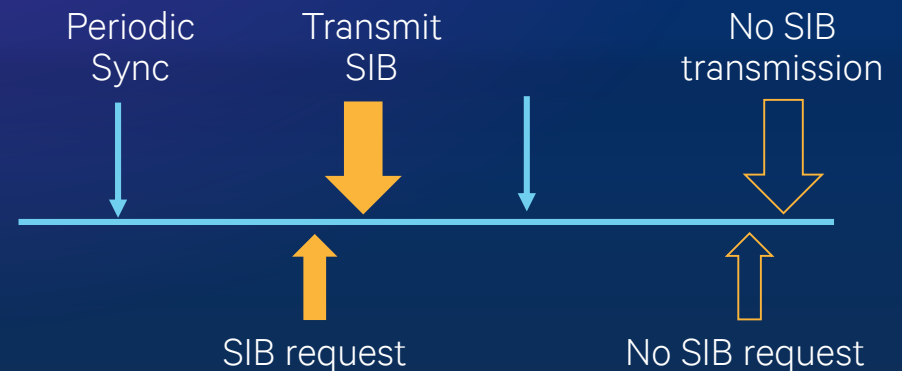 Periodic
Sync
Transmit
SIB
No SIB
transmission
SIB request
No SIB request